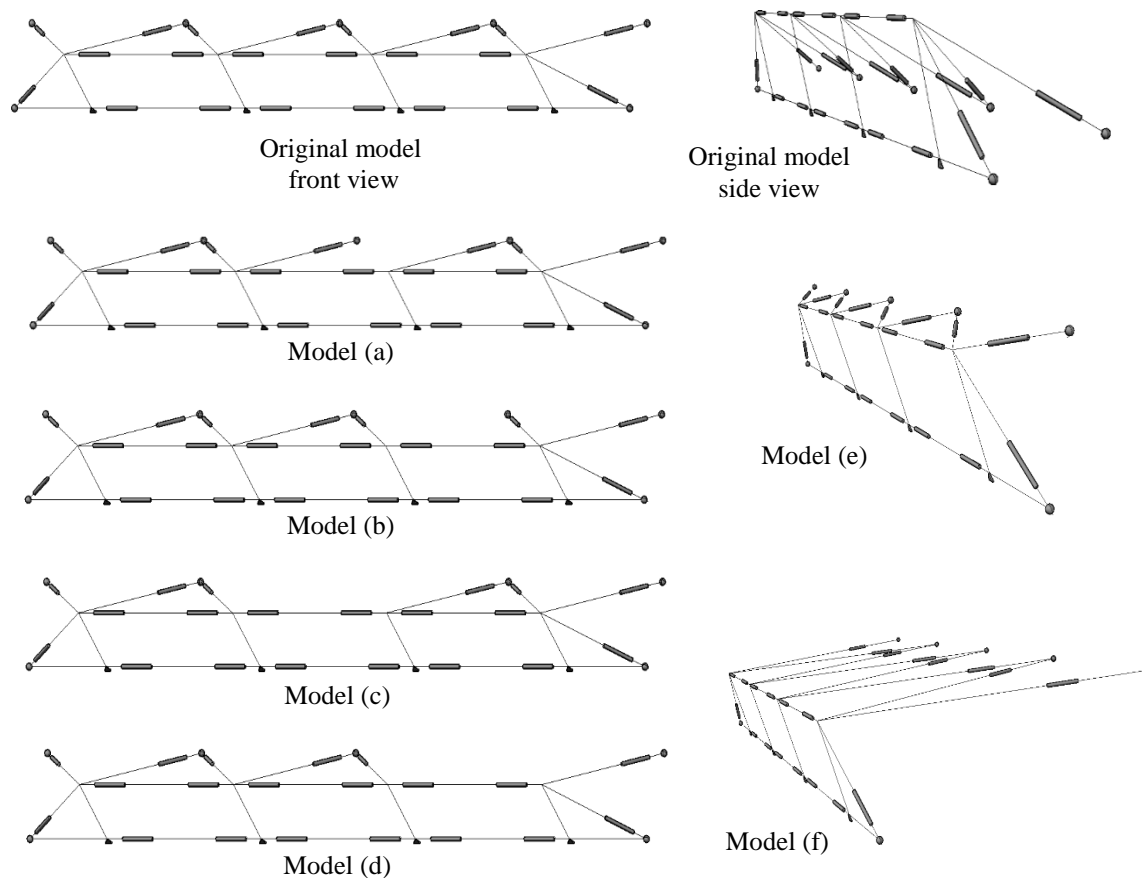 Original model
front view
Original model
side view
Model (a)
Model (b)
Model (e)
Model (c)
Model (d)
Model (f)